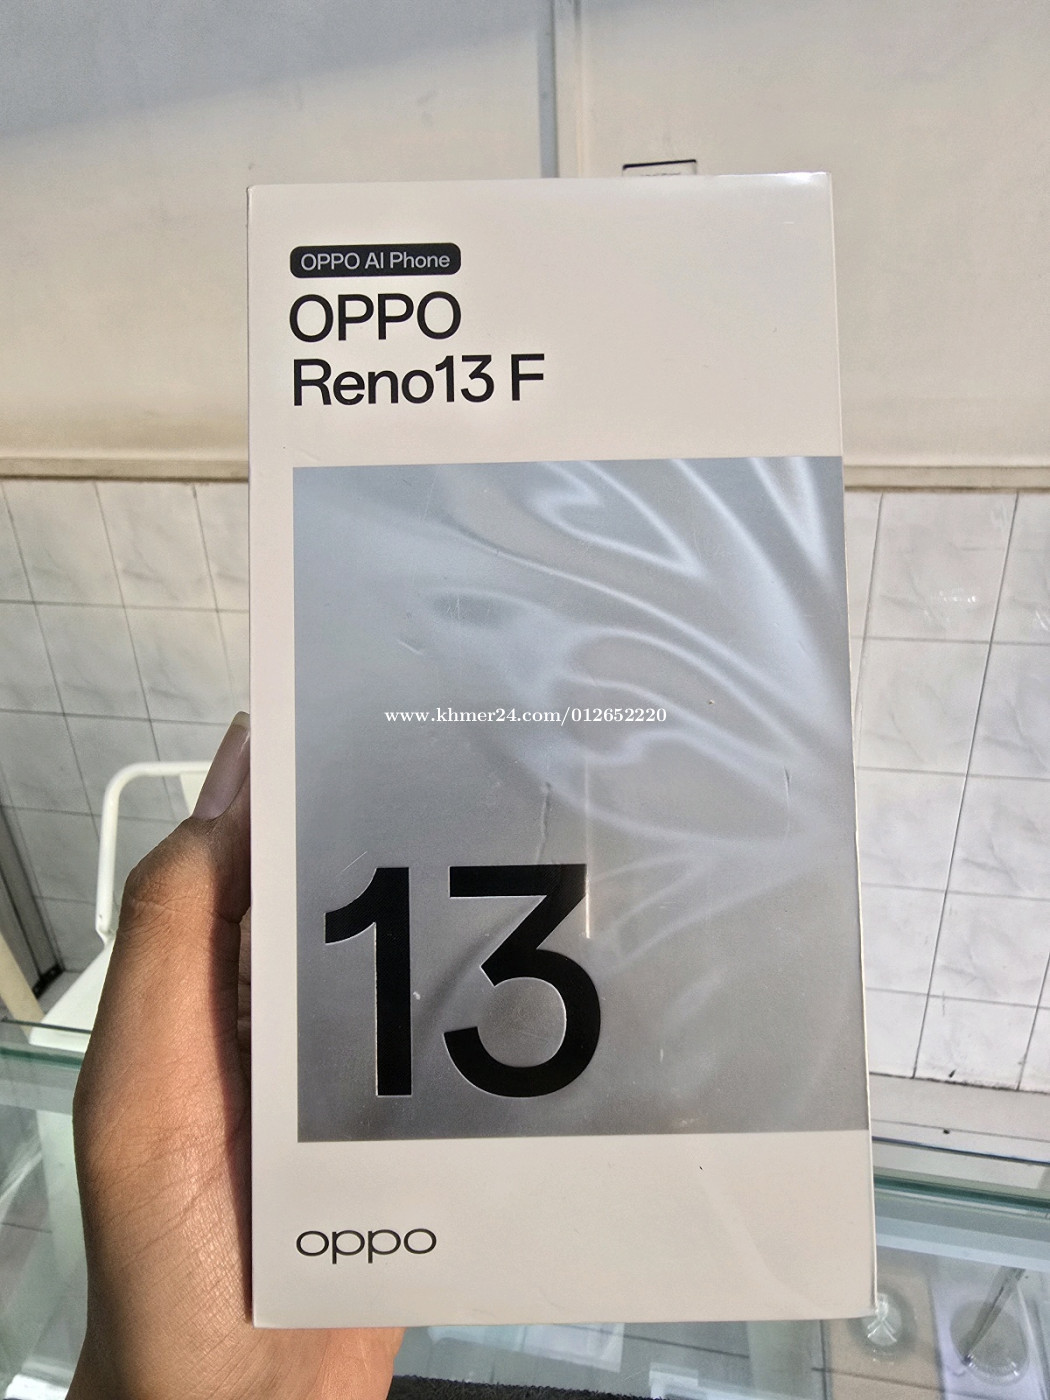 OPPO AI Phone
OPPO
Reno13 F
www.khmer24.com/012652220
13
oppo